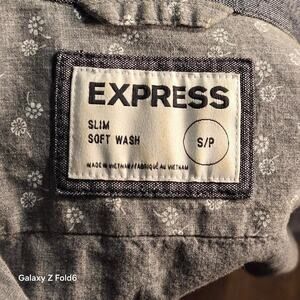 EXPRESS
SLIM
SOFT WASH
S/P
MADE IN VIETNAM/FABRIQUÉ AU VIETNAM
Galaxy Z Fold6